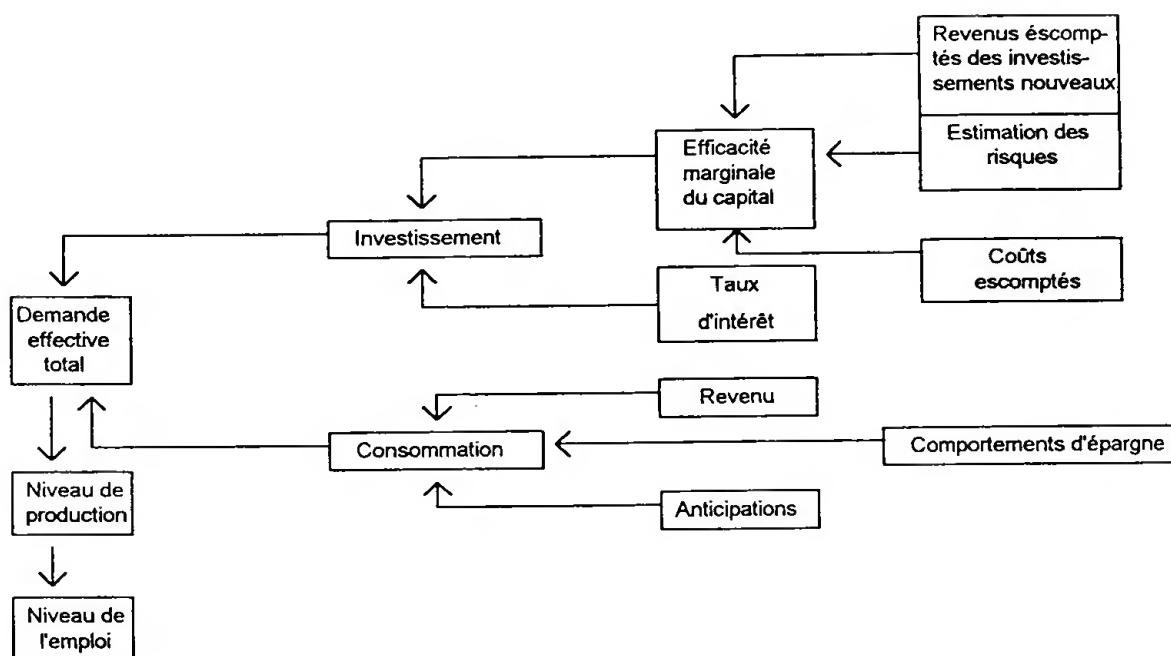 Revenus éscomp-
tés des investis-
sements nouveaux
Estimation des
risques
Efficacité
marginale
du capital
Investissement
Coûts
escomptés
Taux
d'intérêt
Demande
effective
total
Revenu
Consommation
Comportements d'épargne
Niveau de
production
Anticipations
Niveau de
l'emploi